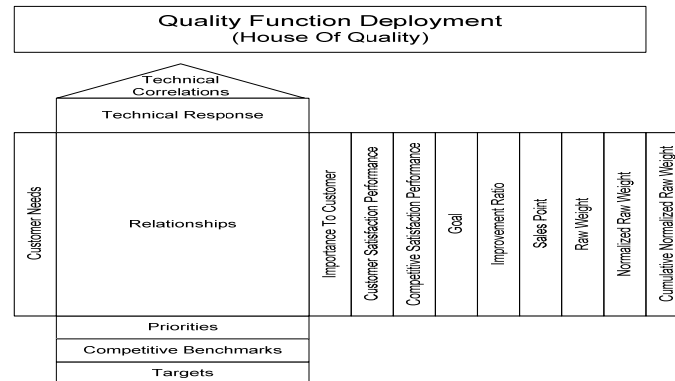 Quality Function Deployment
(House Of Quality)
Technical
Correlations
Technical Response
Customer Needs
Relationships
Importance To Customer
Customer Satisfaction Performance
Competitive Satisfaction Performance
Goal
Improvement Ratio
Sales Point
Raw Weight
Normalized Raw Weight
Cumulative Normalized Raw Weight
Priorities
Competitive Benchmarks
Targets